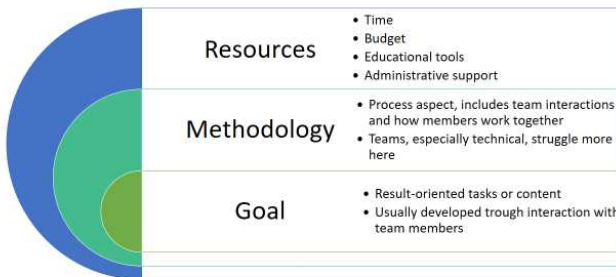 Resources
• Time
• Budget
• Educational tools
• Administrative support
Methodology
• Process aspect, includes team interactions
and how members work together
• Teams, especially technical, struggle more
here
Goal
• Result-oriented tasks or content
• Usually developed trough interaction with
team members